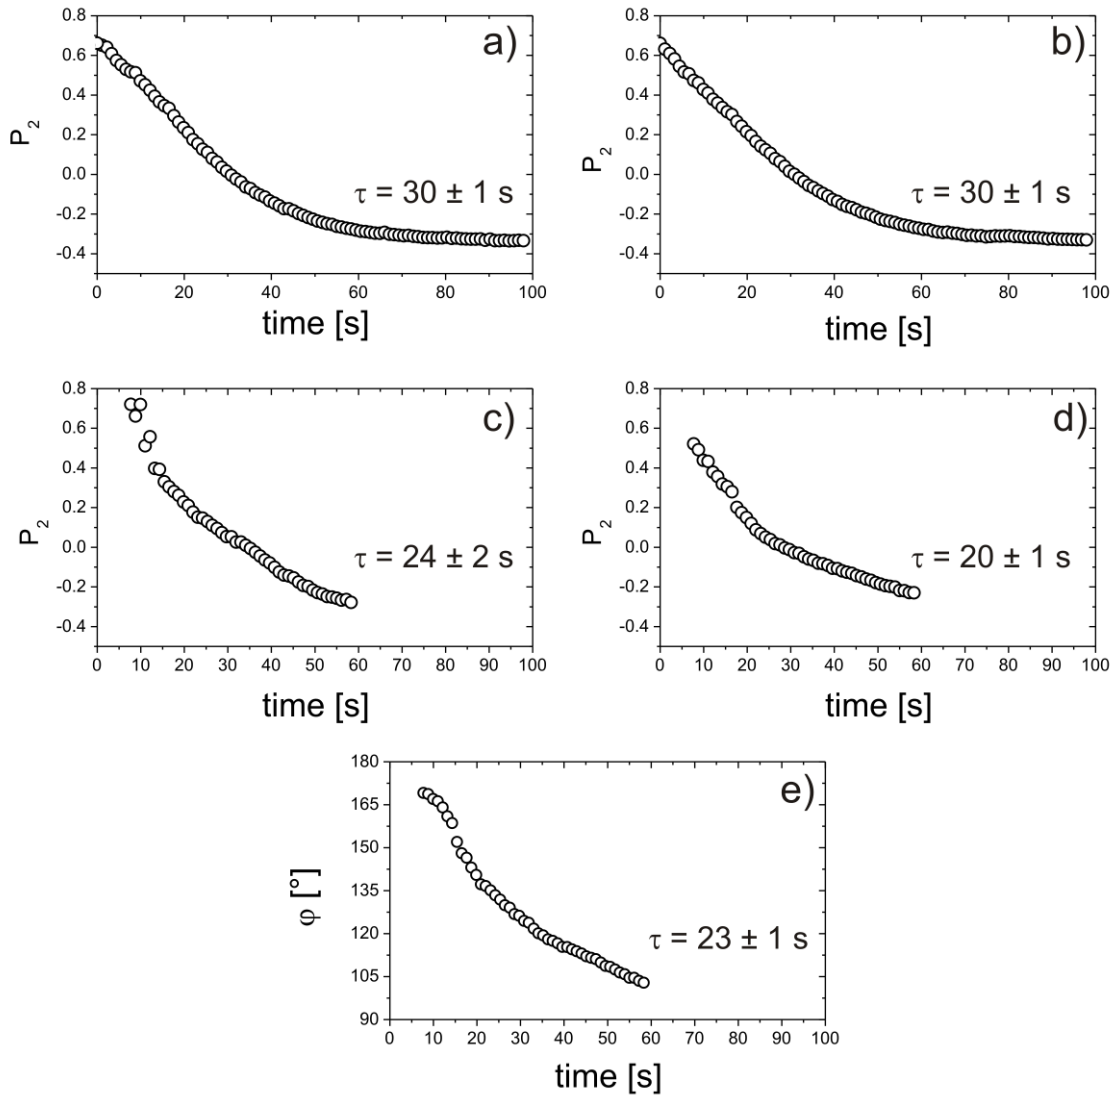 a)
0.8
0.6
0.4
0.2
0.0
-0.2
-0.4
P2
τ = 30 ± 1 s
0 20 40 60 80 100
time [s]
b)
0.8
0.6
0.4
0.2
0.0
-0.2
-0.4
P2
τ = 30 ± 1 s
0 20 40 60 80 100
time [s]
c)
0.8
0.6
0.4
0.2
0.0
-0.2
-0.4
P2
τ = 24 ± 2 s
0 10 20 30 40 50 60 70 80 90 100
time [s]
d)
0.8
0.6
0.4
0.2
0.0
-0.2
-0.4
P2
τ = 20 ± 1 s
0 10 20 30 40 50 60 70 80 90 100
time [s]
e)
180
165
150
135
120
105
90
φ [°]
τ = 23 ± 1 s
0 10 20 30 40 50 60 70 80 90 100
time [s]